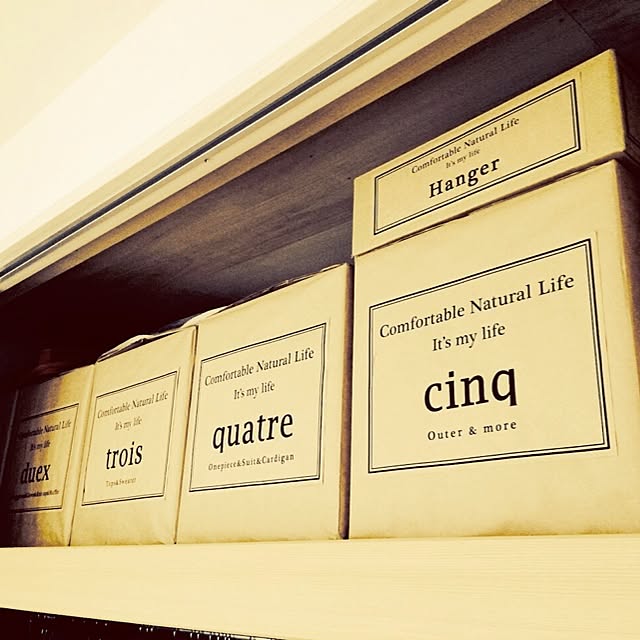 Comfortable Natural Life
It's my life
Hanger
Comfortable Natural Life
It's my life
duex
Comfortable Natural Life
It's my life
trois
Tops&Sweater
Comfortable Natural Life
It's my life
quatre
Onepiece&Suit&Cardigan
Comfortable Natural Life
It's my life
cinq
Outer & more